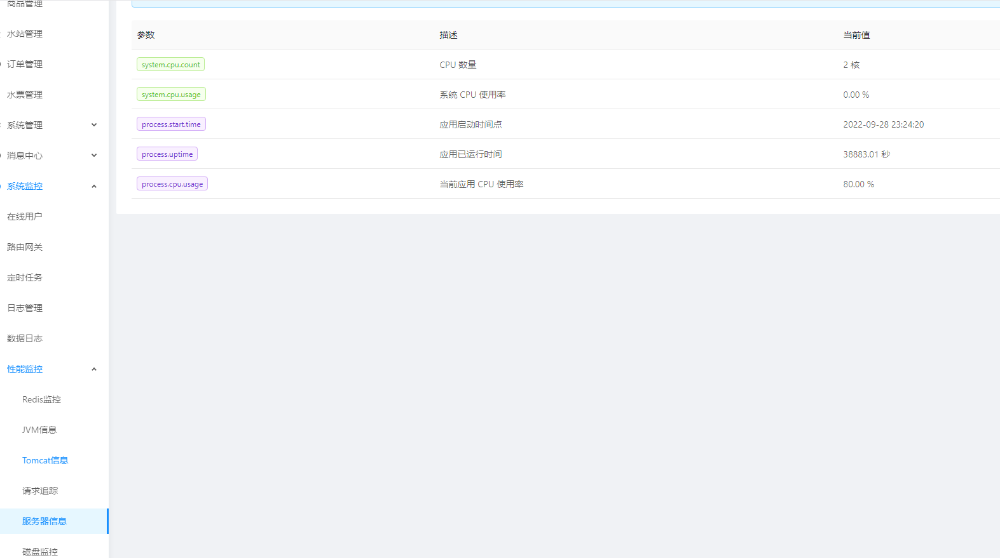 商品管理
水站管理
订单管理
水票管理
系统管理
消息中心
系统监控
在线用户
路由网关
定时任务
日志管理
数据日志
性能监控
Redis监控
JVM信息
Tomcat信息
请求追踪
服务器信息
磁盘监控
参数 描述 当前值
system.cpu.count CPU 数量 2 核
system.cpu.usage 系统 CPU 使用率 0.00 %
process.start.time 应用启动时间点 2022-09-28 23:24:20
process.uptime 应用已运行时间 38883.01 秒
process.cpu.usage 当前应用 CPU 使用率 80.00 %